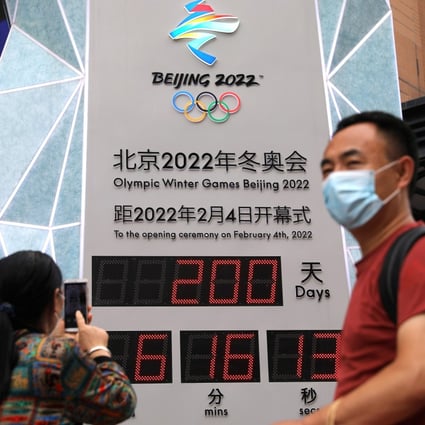 BEIJING 2022™
北京2022年冬奥会
Olympic Winter Games Beijing 2022
距2022年2月4日开幕式
To the opening ceremony on February 4th, 2022
200 天
Days
6 16 13
分 秒
mins